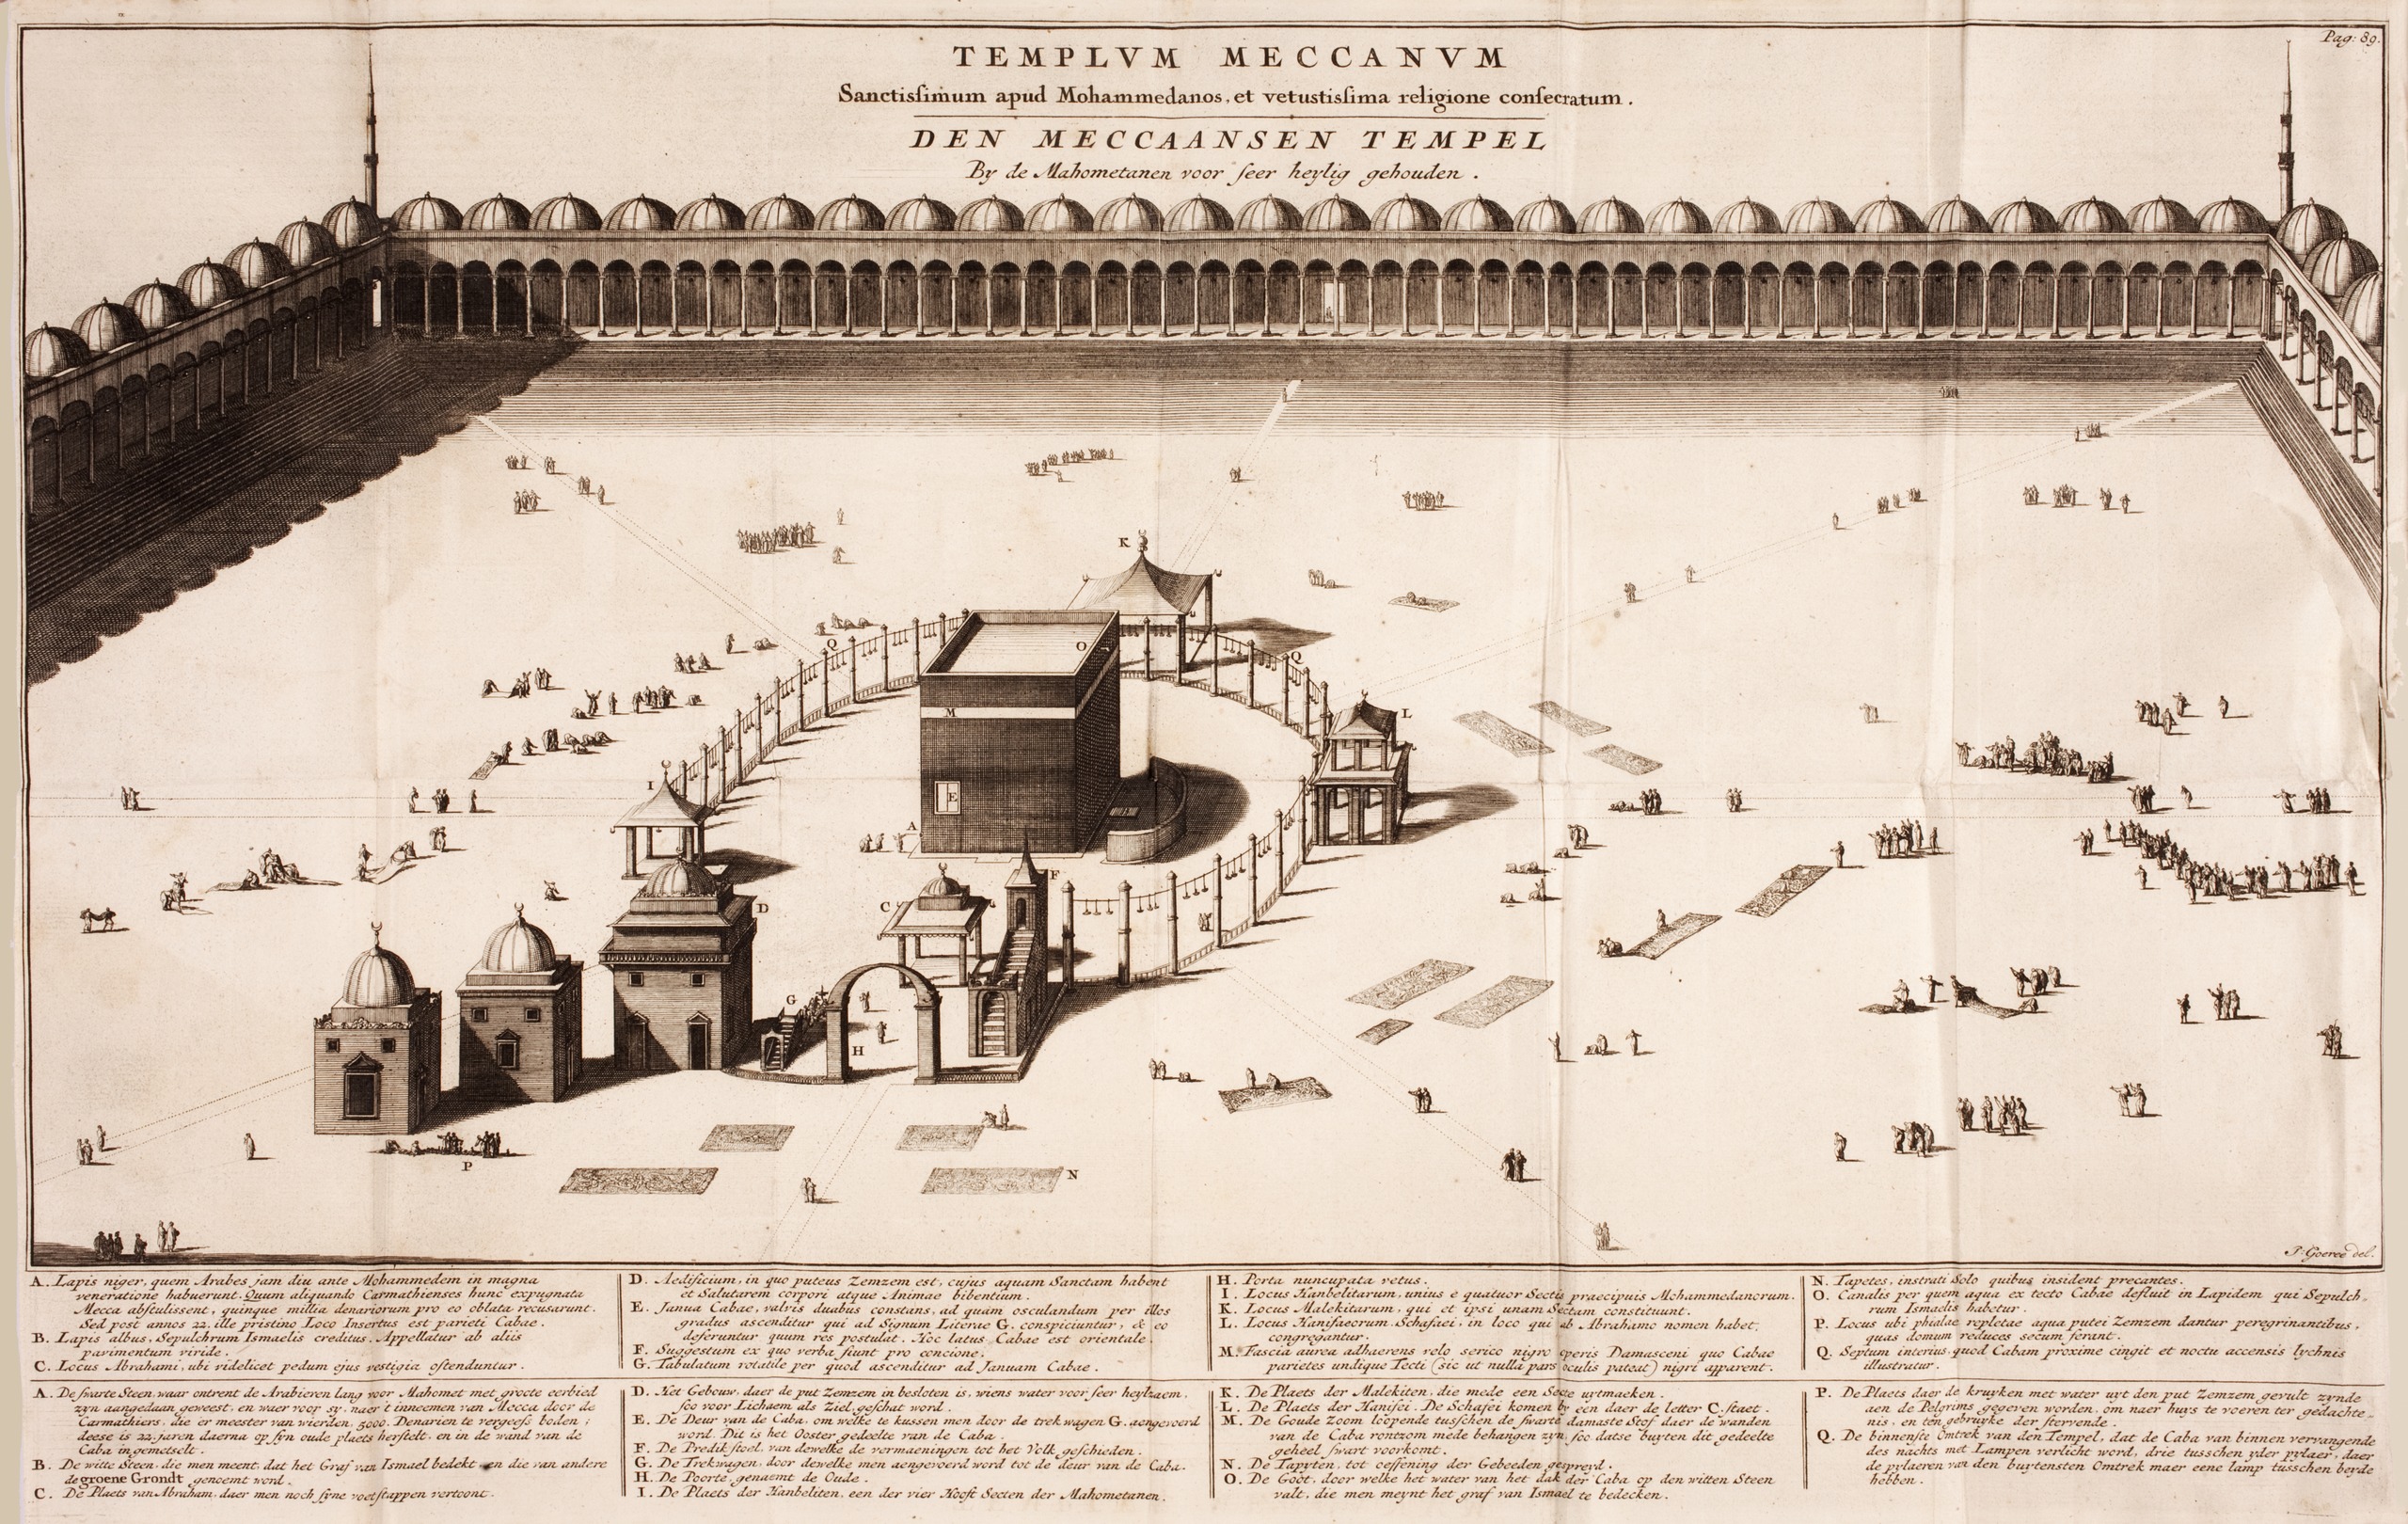 Pag: 89.
TEMPLVM MECCANVM
Sanctiſsimum apud Mohammedanos, et vetustiſsima religione conſecratum.
DEN MECCAANSEN TEMPEL
By de Mahometanen voor ſeer heylig gehouden.
K
O
Q
Q
M
L
I
E
A
F
D
C
G
H
P
N
J. Goeree del.
A. Lapis niger, quem Arabes jam diu ante Mohammedem in magna
veneratione habuerunt. Quum aliquando Carmathienses hunc expugnata
Mecca abſtulissent, quinque millia denariorum pro eo oblata recusarunt.
Sed post annos 22. ille pristino Loco Insertus est parieti Cabae.
B. Lapis albus, Sepulchrum Ismaelis creditus. Appellatur ab aliis
pavimentum viride.
C. Locus Abrahami, ubi videlicet pedum ejus vestigia oſtenduntur.
D. Aedificium, in quo puteus Zemzem est, cujus aquam Sanctam habent
et Salutarem corpori atque Animae bibentium.
E. Janua Cabae, valvis duabus constans, ad quam osculandum per illos
gradus ascenditur qui ad Signum Literae G. conspiciuntur, & eo
deferuntur quum res postulat. Hoc latus Cabae est orientale.
F. Suggestum ex quo verba fiunt pro concione.
G. Tabulatum rotatile per quod ascenditur ad Januam Cabae.
H. Porta nuncupata vetus.
I. Locus Hanbelitarum, unius e quatuor Sectis praecipuis Mohammedanorum.
K. Locus Malekitarum, qui et ipsi unam Sectam constituunt.
L. Locus Hanifaeorum. Schafaei, in loco qui ab Abrahamo nomen habet,
congregantur.
M. Fascia aurea adhaerens velo serico nigro operis Damasceni quo Cabae
parietes undique Tecti (sic ut nulla pars oculis pateat) nigri apparent.
N. Tapetes, instrati Solo quibus insident precantes.
O. Canalis per quem aqua ex tecto Cabae defluit in Lapidem qui Sepulch-
rum Ismaelis habetur.
P. Locus ubi phialae repletae aqua putei Zemzem dantur peregrinantibus,
quas domum reduces secum ferant.
Q. Septum interius, quod Cabam proxime cingit et noctu accensis lychnis
illustratur.
A. De ſwarte Steen, waar ontrent de Arabieren lang voor Mahomet met groote eerbied
zyn aangedaan geweest, en waer voor sy, naer't inneemen van Mecca door de
Carmathiers, die er meester van wierden, 5000. Denarien te vergeefs boden;
deese is 22. jaren daerna op ſyn oude plaets herſtelt, en in de wand van de
Caba ingemetselt.
B. De witte Steen, die men meent, dat het Graf van Ismael bedekt en die van andere
de groene Grondt genoemt word.
C. De Plaets van Abraham, daer men noch ſyne voetſtappen vertoont.
D. Het Gebouw, daer de put Zemzem in besloten is, wiens water voor ſeer heylzaem,
ſoo voor Lichaem als ziel, geſchat word.
E. De Deur van de Caba, om welke te kussen men door de trekwagen G. aengevoerd
word. Dit is het Ooster gedeelte van de Caba.
F. De Predikſtoel, van dewelke de vermaeningen tot het Volk geſchieden.
G. De Trekwagen, door dewelke men aengevoerd word tot de deur van de Caba.
H. De Poorte, genaemt de Oude.
I. De Plaets der Hanbeliten, een der vier Hooft Secten der Mahometanen.
K. De Plaets der Malekiten, die mede een Secte uytmaeken.
L. De Plaets der Hanifei. De Schafei komen by een daer de letter C. ſtaet.
M. De Goude Zoom loopende tusschen de ſwarte damaste Stof daer de wanden
van de Caba rontzom mede behangen zyn, ſoo datse buyten dit gedeelte
geheel ſwart voorkomt.
N. De Tapyten, tot oeffening der Gebeeden gespreyd.
O. De Goot, door welke het water van het dak der Caba op den witten Steen
valt, die men meynt het graf van Ismael te bedecken.
P. De Plaets daer de kruyken met water uyt den put Zemzem gevult zynde
aen de Pelgrims gegeven worden, om naer huys te voeren ter gedachte-
nis, en ten gebruyke der ſtervende.
Q. De binnenſte Omtrek van den Tempel, dat de Caba van binnen vervangende
des nachts met Lampen verlicht word, drie tusschen yder pylaer, daer
de pylaeren van den buytensten Omtrek maer eene lamp tusschen beyde
hebben.